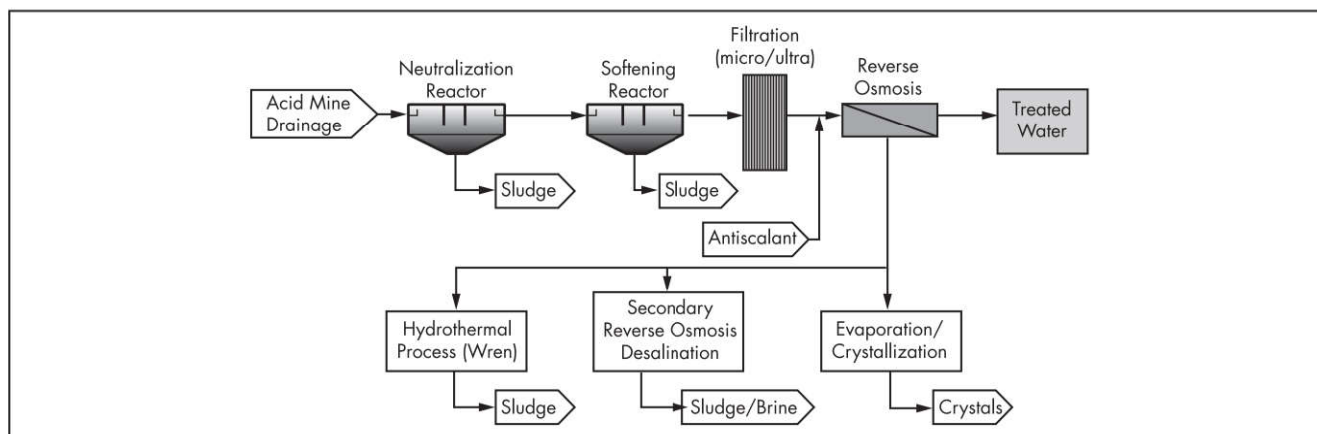 Acid Mine
Drainage
Neutralization
Reactor
Sludge
Softening
Reactor
Sludge
Filtration
(micro/ultra)
Antiscalant
Reverse
Osmosis
Treated
Water
Hydrothermal
Process (Wren)
Sludge
Secondary
Reverse Osmosis
Desalination
Sludge/Brine
Evaporation/
Crystallization
Crystals